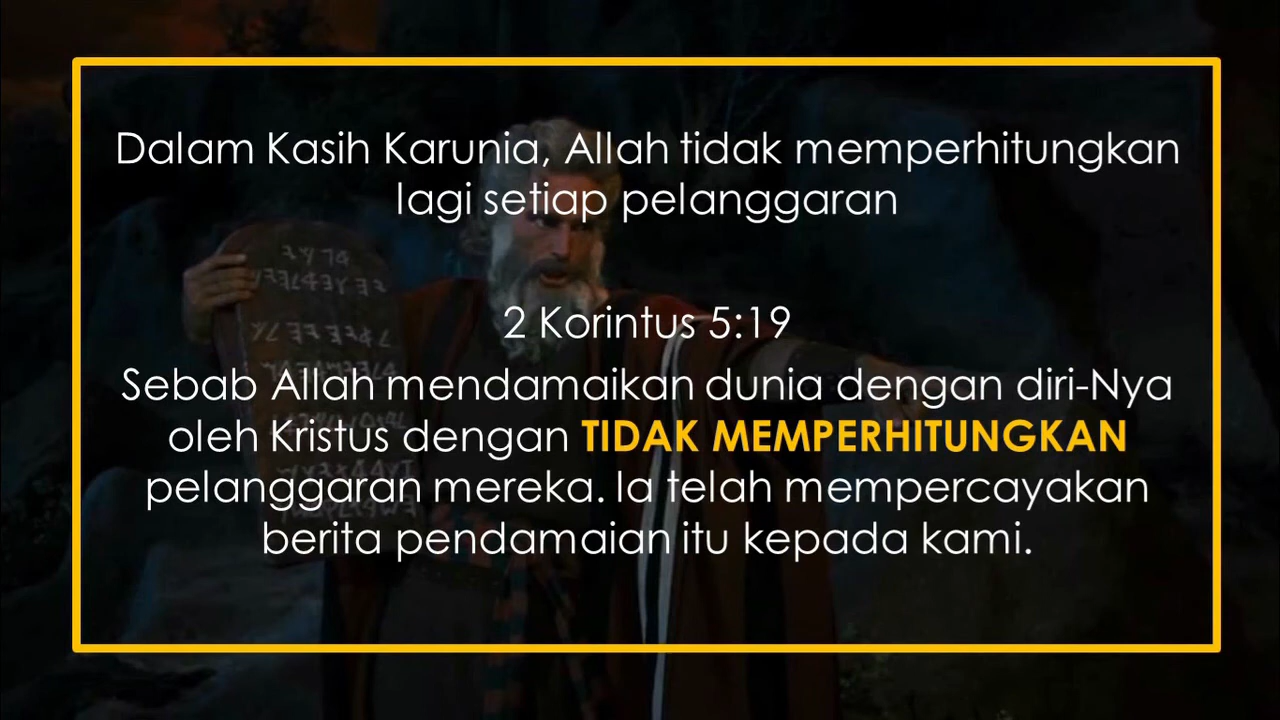 Dalam Kasih Karunia, Allah tidak memperhitungkan
lagi setiap pelanggaran
2 Korintus 5:19
Sebab Allah mendamaikan dunia dengan diri-Nya
oleh Kristus dengan TIDAK MEMPERHITUNGKAN
pelanggaran mereka. Ia telah mempercayakan
berita pendamaian itu kepada kami.